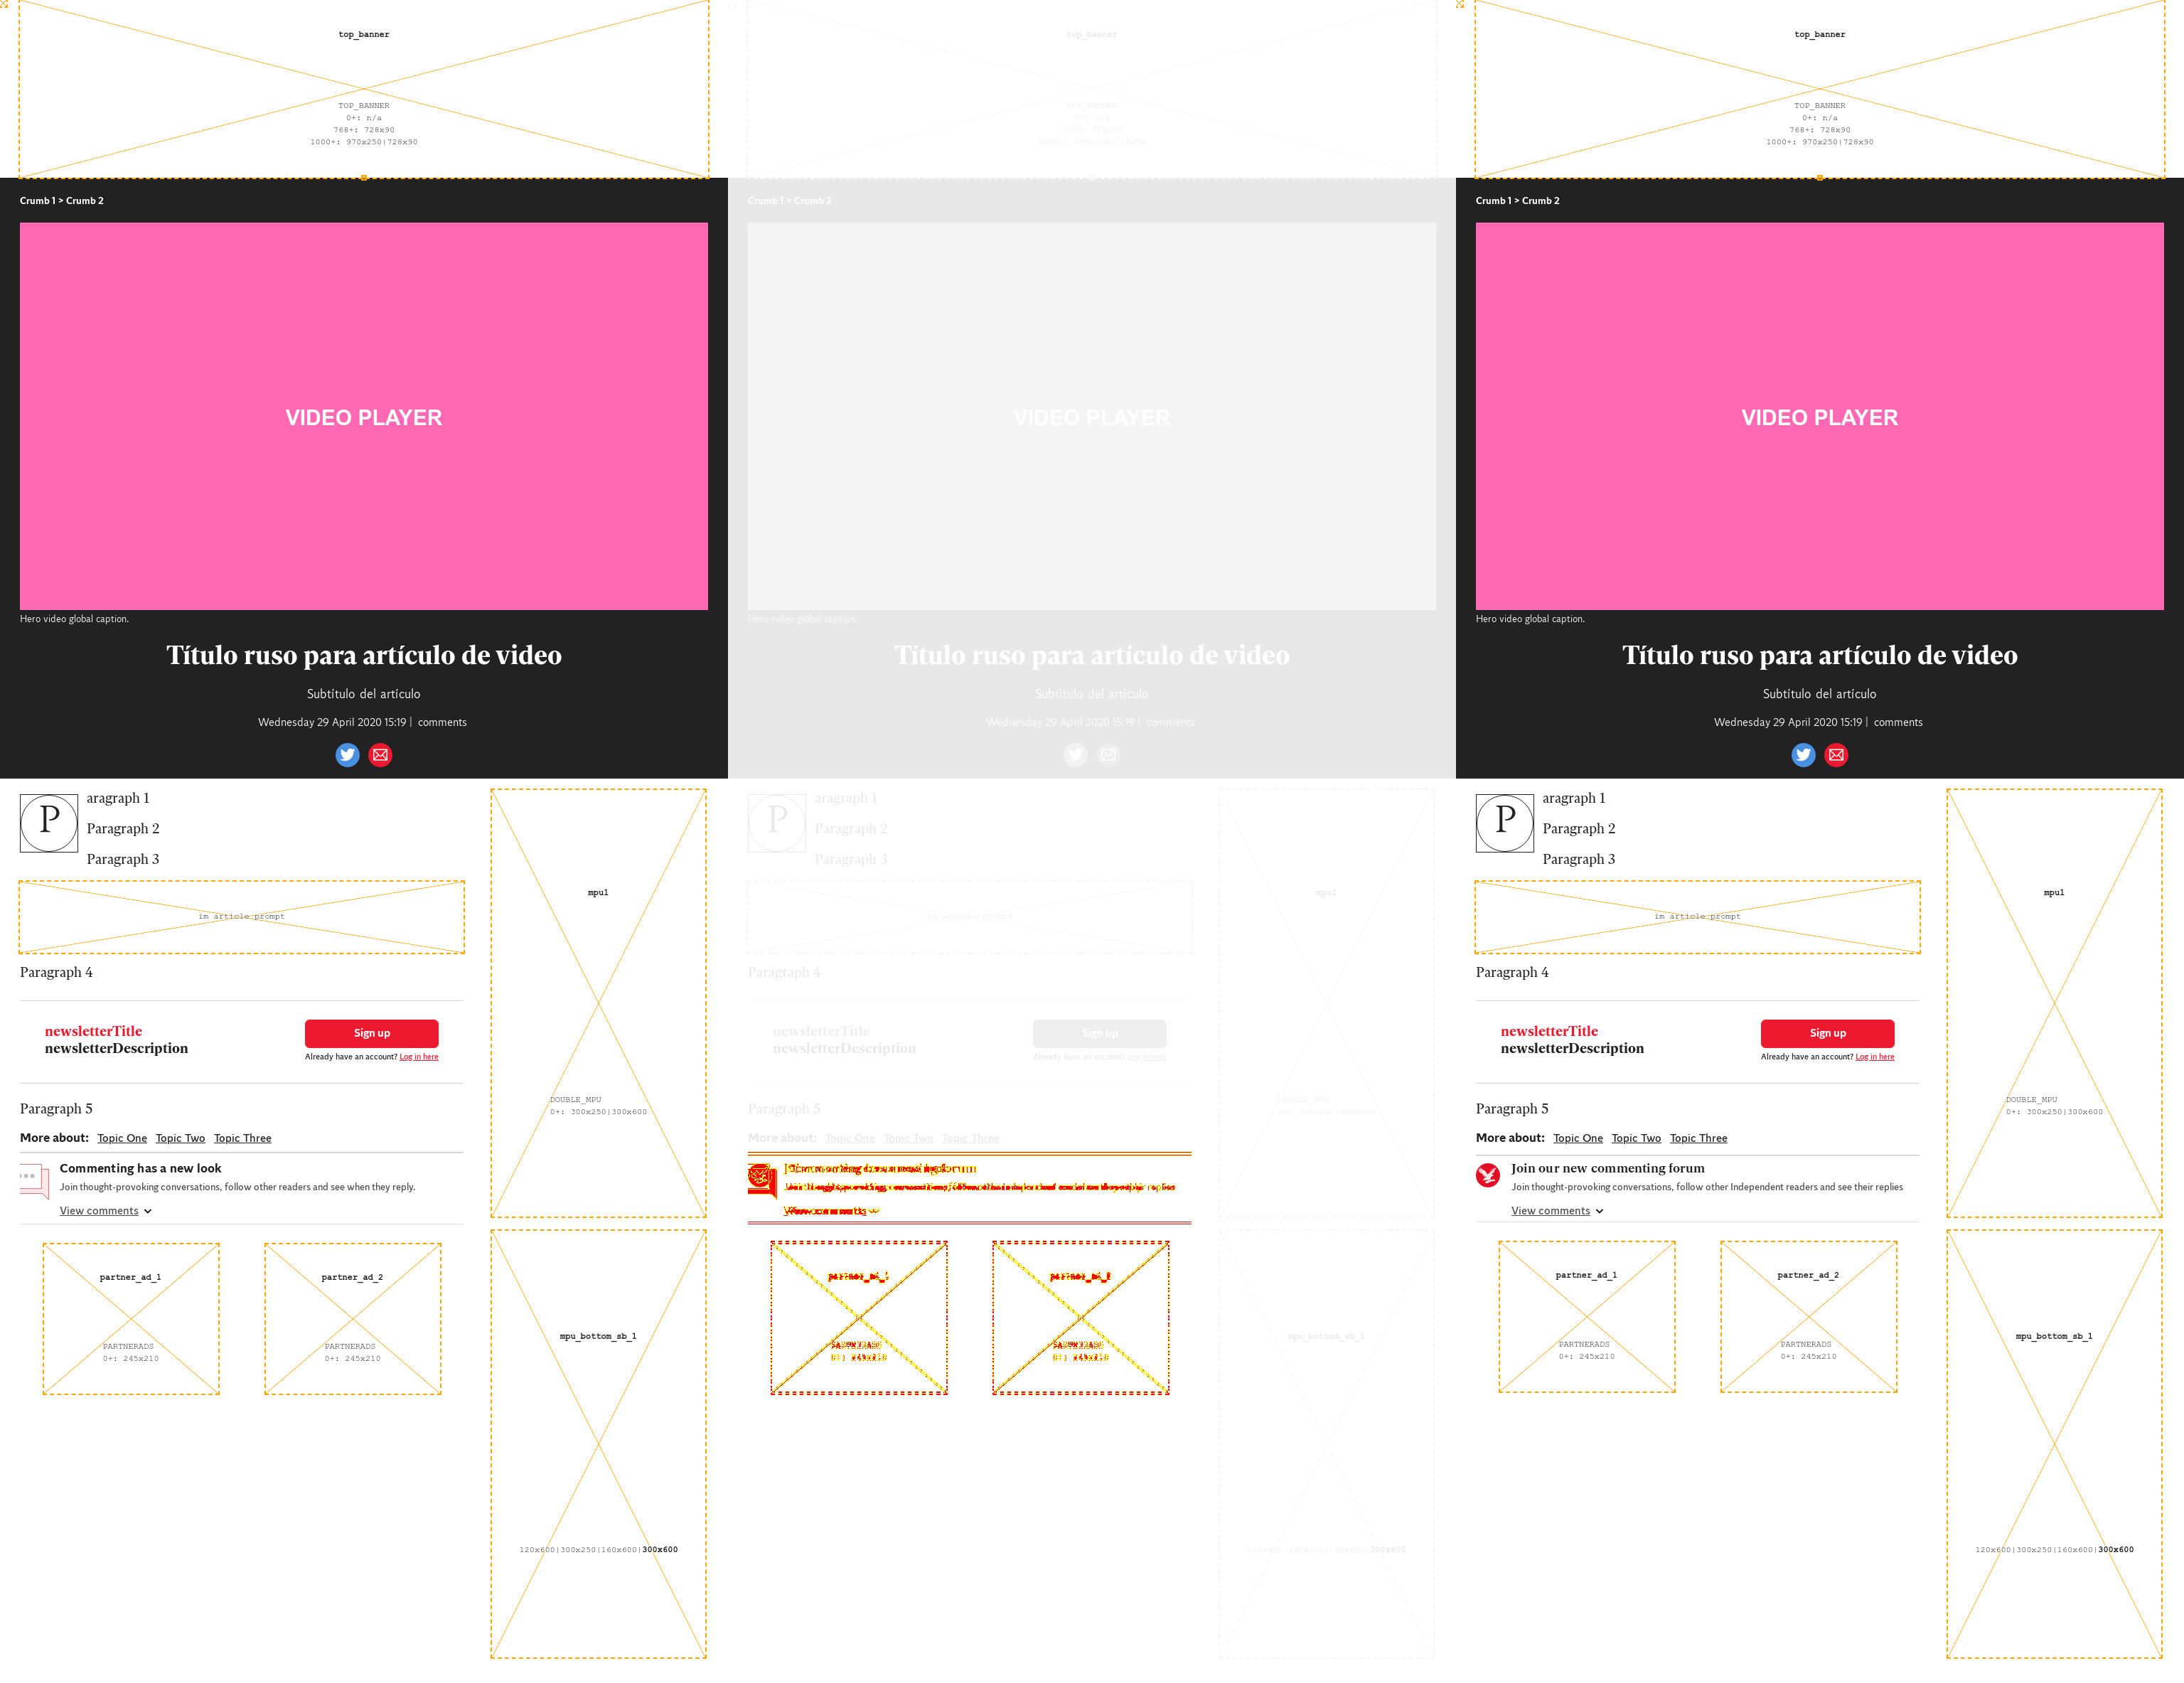 top_banner
TOP_BANNER
0+: n/a
768+: 728x90
1000+: 970x250|728x90
Crumb 1 > Crumb 2
VIDEO PLAYER
Hero video global caption.
Título ruso para artículo de video
Subtítulo del artículo
Wednesday 29 April 2020 15:19 | comments
P
aragraph 1
Paragraph 2
Paragraph 3
im article prompt
Paragraph 4
newsletterTitle
newsletterDescription
Sign up
Already have an account? Log in here
Paragraph 5
More about: Topic One Topic Two Topic Three
Commenting has a new look
Join thought-provoking conversations, follow other readers and see when they reply.
View comments
partner_ad_1
PARTNERADS
0+: 245x210
partner_ad_2
PARTNERADS
0+: 245x210
mpu1
DOUBLE_MPU
0+: 300x250|300x600
mpu_bottom_sb_1
120x600|300x250|160x600|300x600
top_banner
TOP_BANNER
0+: n/a
768+: 728x90
1000+: 970x250|728x90
Crumb 1 > Crumb 2
VIDEO PLAYER
Hero video global caption.
Título ruso para artículo de video
Subtítulo del artículo
Wednesday 29 April 2020 15:19 | comments
P
aragraph 1
Paragraph 2
Paragraph 3
im article prompt
Paragraph 4
newsletterTitle
newsletterDescription
Sign up
Already have an account? Log in here
Paragraph 5
More about: Topic One Topic Two Topic Three
mpu1
DOUBLE_MPU
mpu_bottom_sb_1
top_banner
TOP_BANNER
0+: n/a
768+: 728x90
1000+: 970x250|728x90
Crumb 1 > Crumb 2
VIDEO PLAYER
Hero video global caption.
Título ruso para artículo de video
Subtítulo del artículo
Wednesday 29 April 2020 15:19 | comments
P
aragraph 1
Paragraph 2
Paragraph 3
im article prompt
Paragraph 4
newsletterTitle
newsletterDescription
Sign up
Already have an account? Log in here
Paragraph 5
More about: Topic One Topic Two Topic Three
Join our new commenting forum
Join thought-provoking conversations, follow other Independent readers and see their replies
View comments
partner_ad_1
PARTNERADS
0+: 245x210
partner_ad_2
PARTNERADS
0+: 245x210
mpu1
DOUBLE_MPU
0+: 300x250|300x600
mpu_bottom_sb_1
120x600|300x250|160x600|300x600